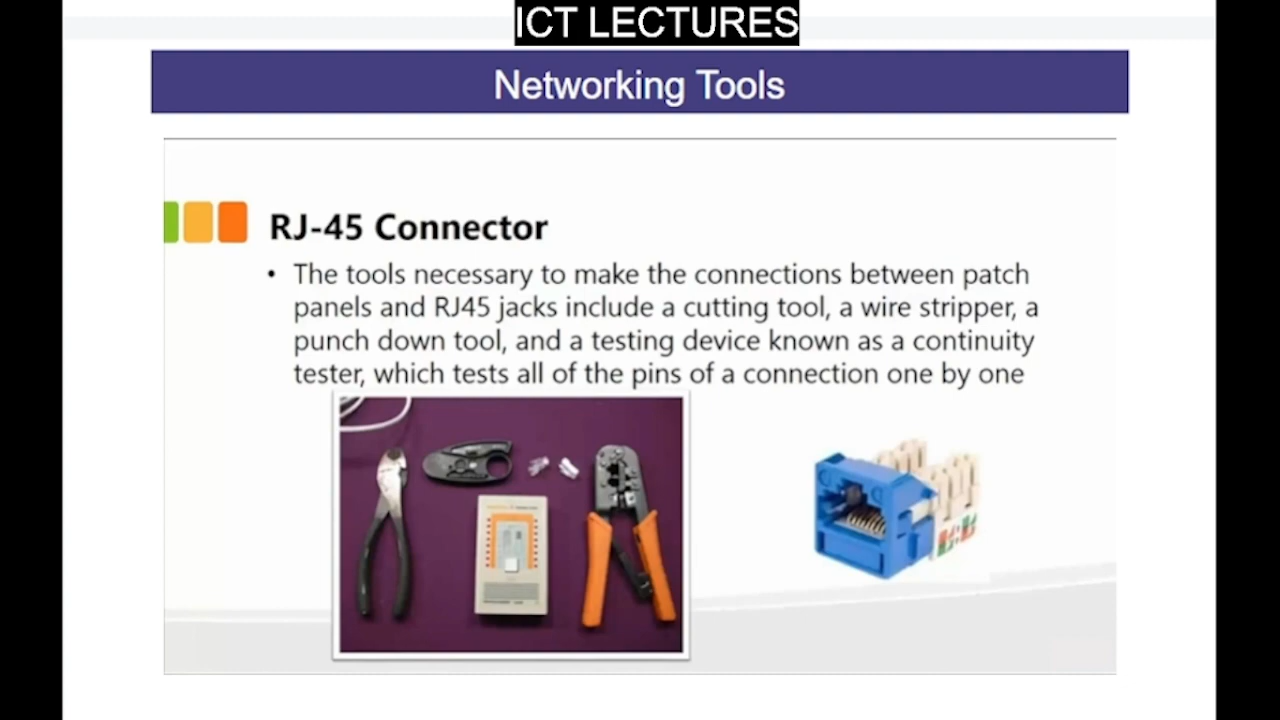 ICT LECTURES
Networking Tools
RJ-45 Connector
• The tools necessary to make the connections between patch
panels and RJ45 jacks include a cutting tool, a wire stripper, a
punch down tool, and a testing device known as a continuity
tester, which tests all of the pins of a connection one by one